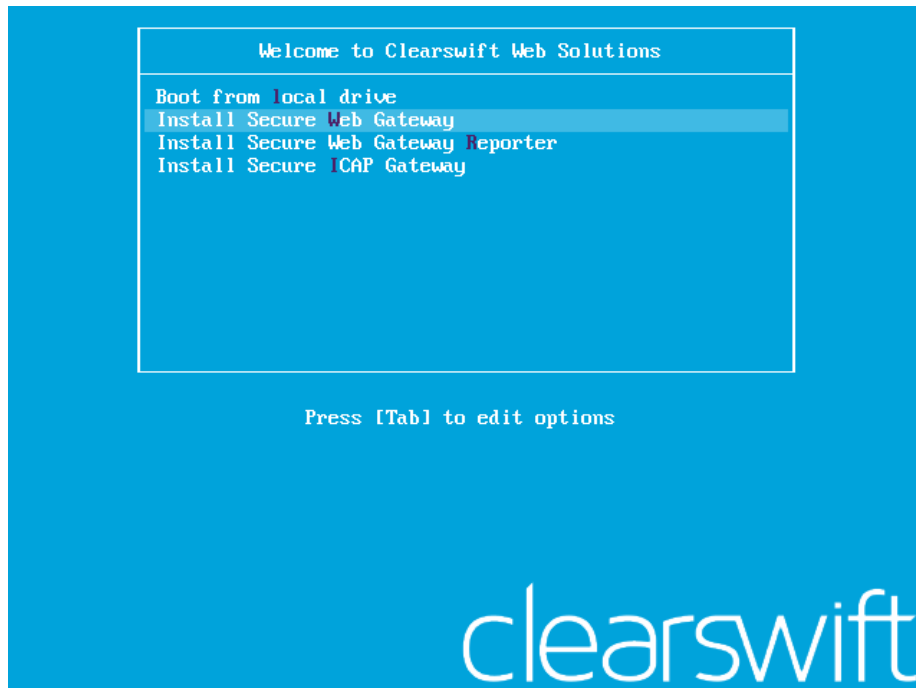 Welcome to Clearswift Web Solutions
Boot from local drive
Install Secure Web Gateway
Install Secure Web Gateway Reporter
Install Secure ICAP Gateway
Press [Tab] to edit options
clearswift